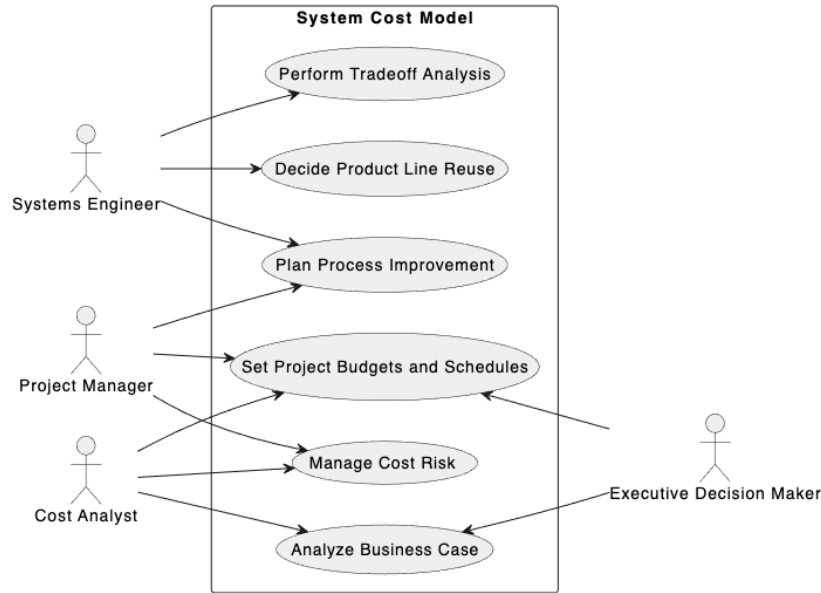 System Cost Model
Perform Tradeoff Analysis
Decide Product Line Reuse
Systems Engineer
Plan Process Improvement
Set Project Budgets and Schedules
Project Manager
Manage Cost Risk
Executive Decision Maker
Cost Analyst
Analyze Business Case